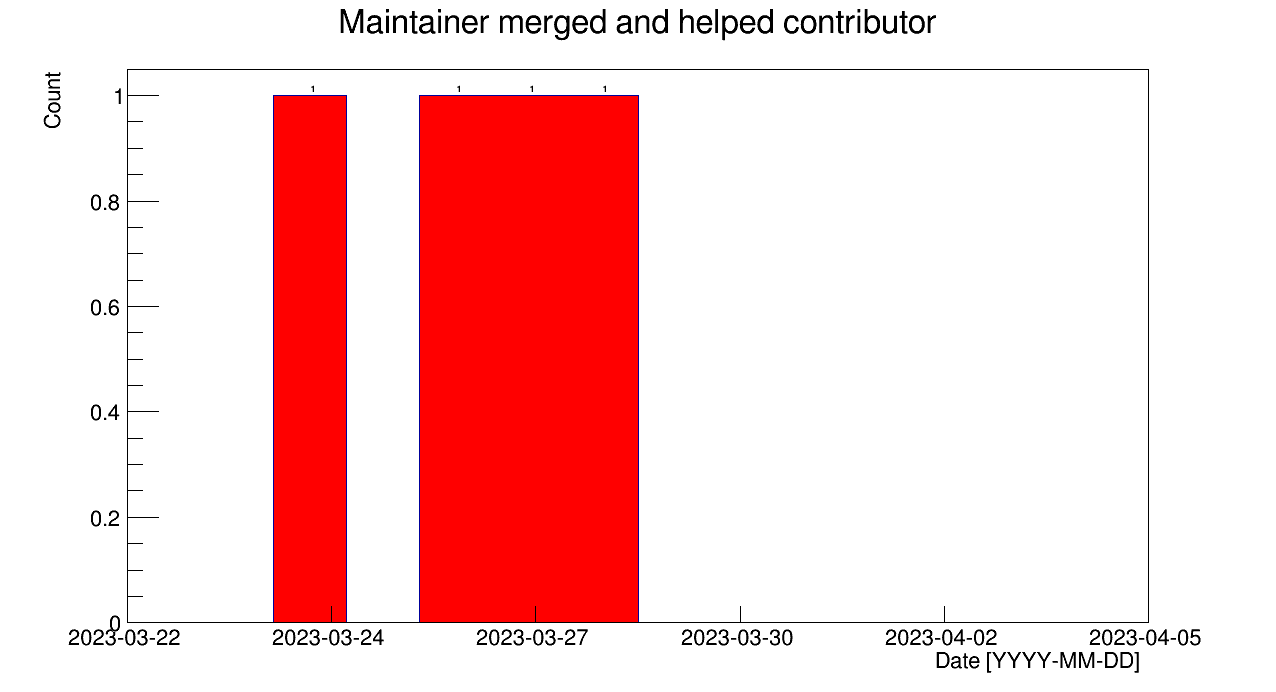 Maintainer merged and helped contributor
Count
1 1 1 1
1
0.8
0.6
0.4
0.2
0
2023-03-22 2023-03-24 2023-03-27 2023-03-30 2023-04-02 2023-04-05
Date [YYYY-MM-DD]